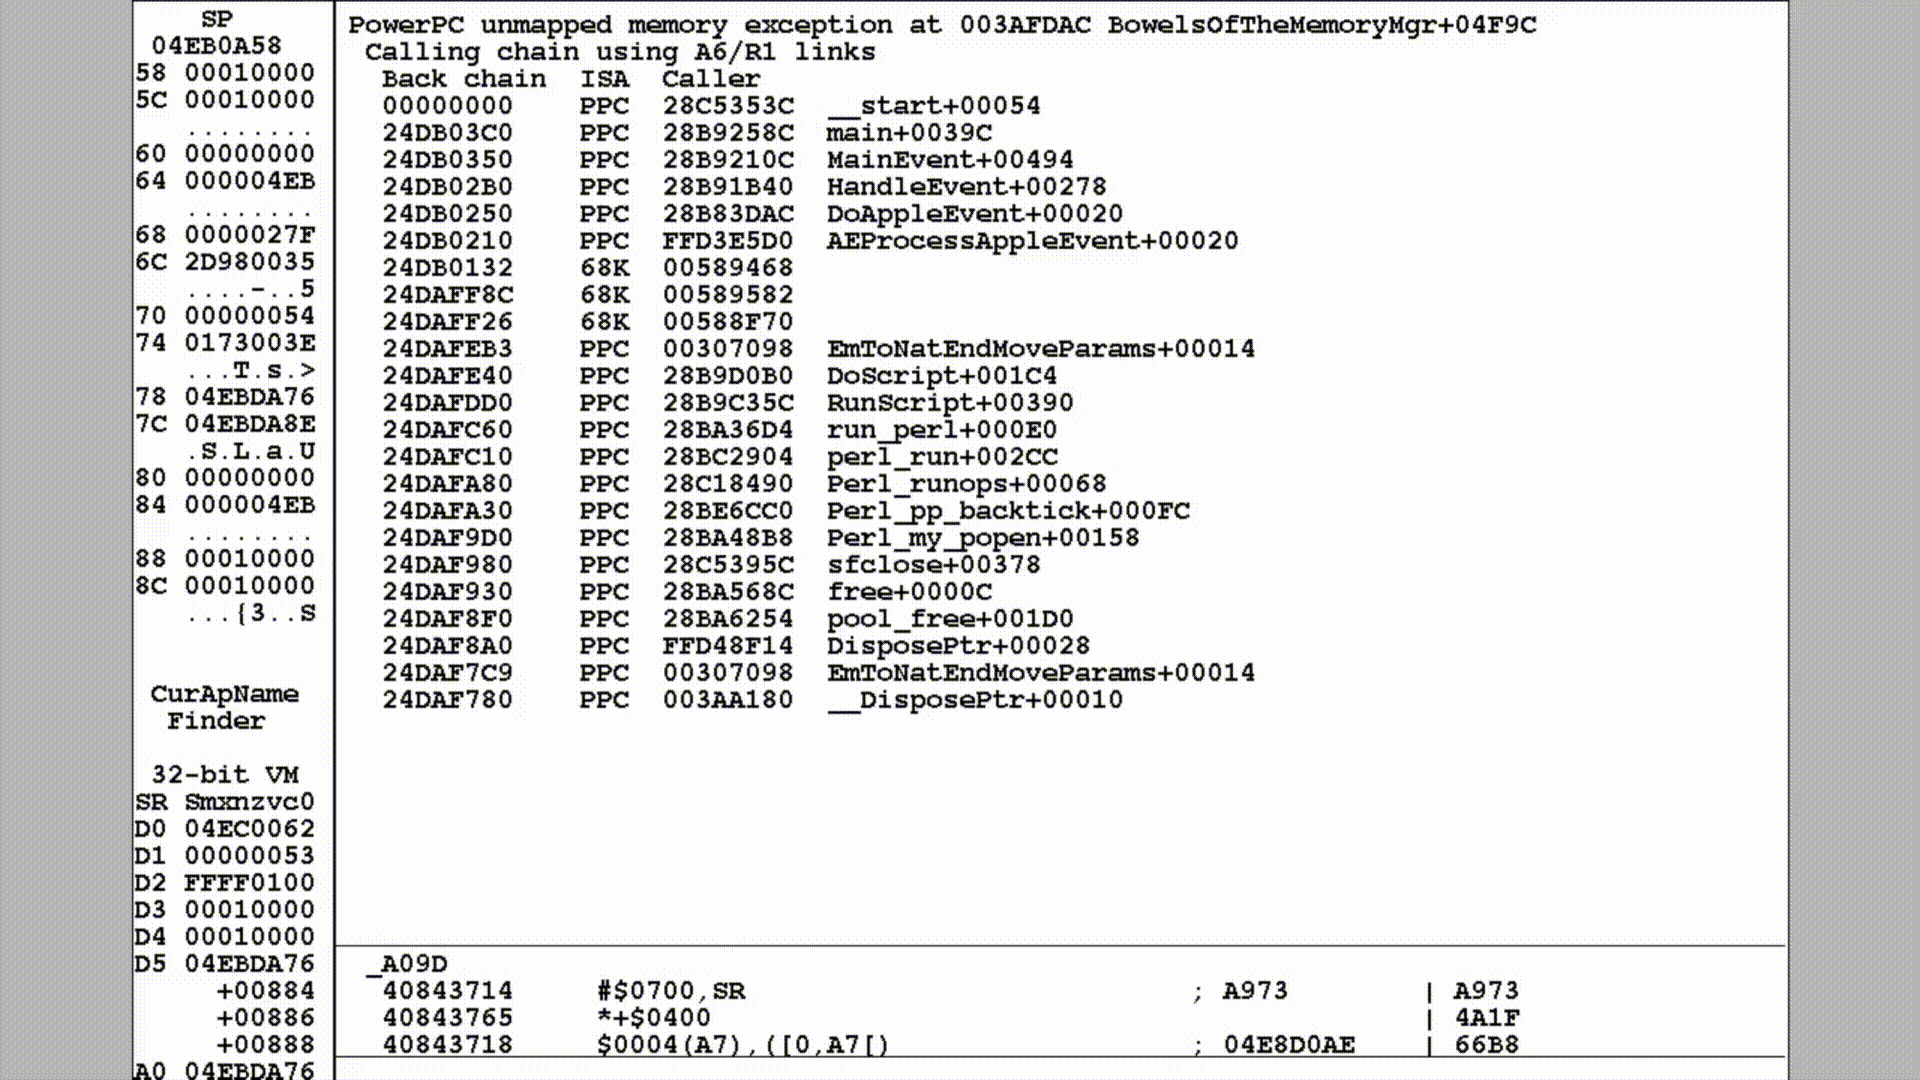 SP
04EB0A58
58 00010000
5C 00010000
........
60 00000000
64 000004EB
........
68 0000027F
6C 2D980035
....-..5
70 00000054
74 0173003E
...T.s.>
78 04EBDA76
7C 04EBDA8E
.S.L.a.U
80 00000000
84 000004EB
........
88 00010000
8C 00010000
...{3..S
CurApName
Finder
32-bit VM
SR Smxnzvc0
D0 04EC0062
D1 00000053
D2 FFFF0100
D3 00010000
D4 00010000
D5 04EBDA76
+00884
+00886
+00888
A0 04EBDA76
PowerPC unmapped memory exception at 003AFDAC BowelsOfTheMemoryMgr+04F9C
Calling chain using A6/R1 links
Back chain ISA Caller
00000000 PPC 28C5353C __start+00054
24DB03C0 PPC 28B9258C main+0039C
24DB0350 PPC 28B9210C MainEvent+00494
24DB02B0 PPC 28B91B40 HandleEvent+00278
24DB0250 PPC 28B83DAC DoAppleEvent+00020
24DB0210 PPC FFD3E5D0 AEProcessAppleEvent+00020
24DB0132 68K 00589468
24DAFF8C 68K 00589582
24DAFF26 68K 00588F70
24DAFEB3 PPC 00307098 EmToNatEndMoveParams+00014
24DAFE40 PPC 28B9D0B0 DoScript+001C4
24DAFDD0 PPC 28B9C35C RunScript+00390
24DAFC60 PPC 28BA36D4 run_perl+000E0
24DAFC10 PPC 28BC2904 perl_run+002CC
24DAFA80 PPC 28C18490 Perl_runops+00068
24DAFA30 PPC 28BE6CC0 Perl_pp_backtick+000FC
24DAF9D0 PPC 28BA48B8 Perl_my_popen+00158
24DAF980 PPC 28C5395C sfclose+00378
24DAF930 PPC 28BA568C free+0000C
24DAF8F0 PPC 28BA6254 pool_free+001D0
24DAF8A0 PPC FFD48F14 DisposePtr+00028
24DAF7C9 PPC 00307098 EmToNatEndMoveParams+00014
24DAF780 PPC 003AA180 __DisposePtr+00010
_A09D
40843714 #$0700,SR ; A973 | A973
40843765 *+$0400 | 4A1F
40843718 $0004(A7),([0,A7[) ; 04E8D0AE | 66B8